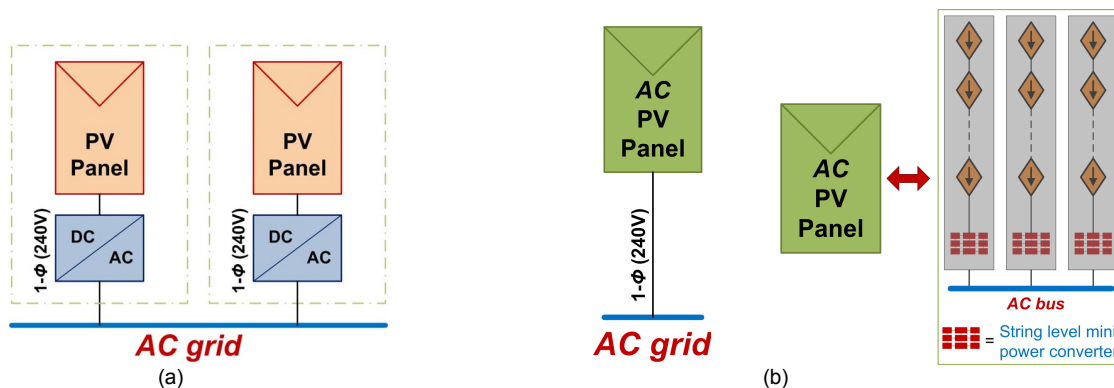 PV
Panel
DC
AC
1-Φ (240V)
PV
Panel
DC
AC
1-Φ (240V)
AC grid
(a)
AC
PV
Panel
1-Φ (240V)
AC grid
AC
PV
Panel
AC bus
= String level mini
power converter
(b)